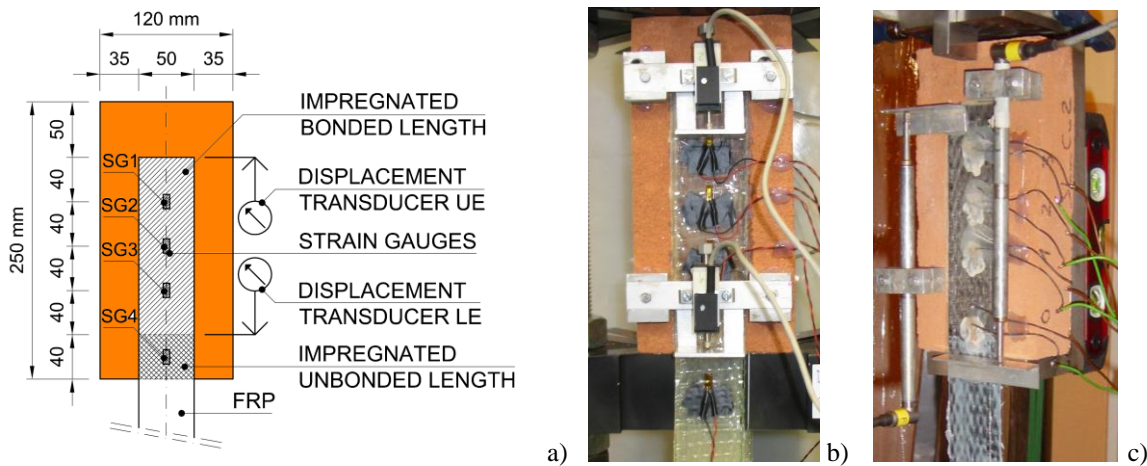 120 mm
35 50 35
250 mm
50
40
40
40
40
40
SG1
SG2
SG3
SG4
IMPREGNATED
BONDED LENGTH
DISPLACEMENT
TRANSDUCER UE
STRAIN GAUGES
DISPLACEMENT
TRANSDUCER LE
IMPREGNATED
UNBONDED LENGTH
FRP
a)
b)
c)